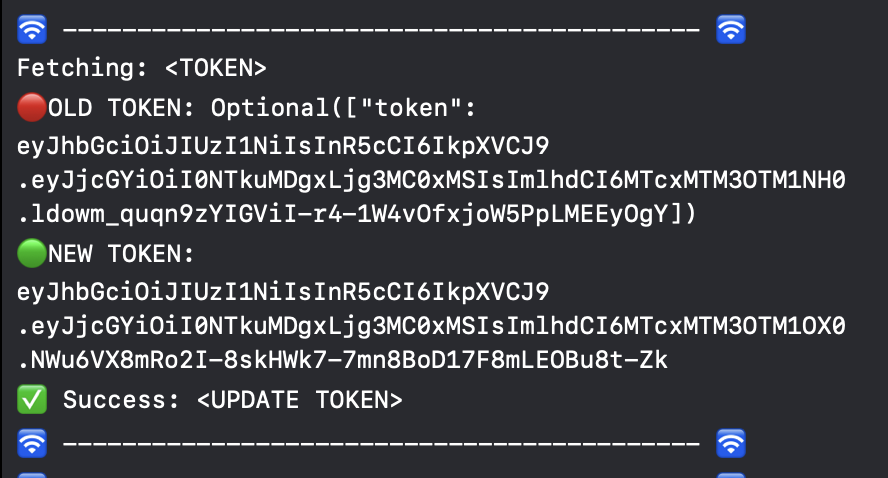 ----------------------------------------
Fetching: <TOKEN>
OLD TOKEN: Optional(["token":
eyJhbGciOiJIUzI1NiIsInR5cCI6IkpXVCJ9
.eyJjcGYiOiI0NTkuMDgxLjg3MC0xMSIsImlhdCI6MTcxMTM3OTM1NH0
.ldowm_quqn9zYIGViI-r4-1W4vOfxjoW5PpLMEEyOgY])
NEW TOKEN:
eyJhbGciOiJIUzI1NiIsInR5cCI6IkpXVCJ9
.eyJjcGYiOiI0NTkuMDgxLjg3MC0xMSIsImlhdCI6MTcxMTM3OTM1OX0
.NWu6VX8mRo2I-8skHWk7-7mn8BoD17F8mLEOBu8t-Zk
Success: <UPDATE TOKEN>
----------------------------------------